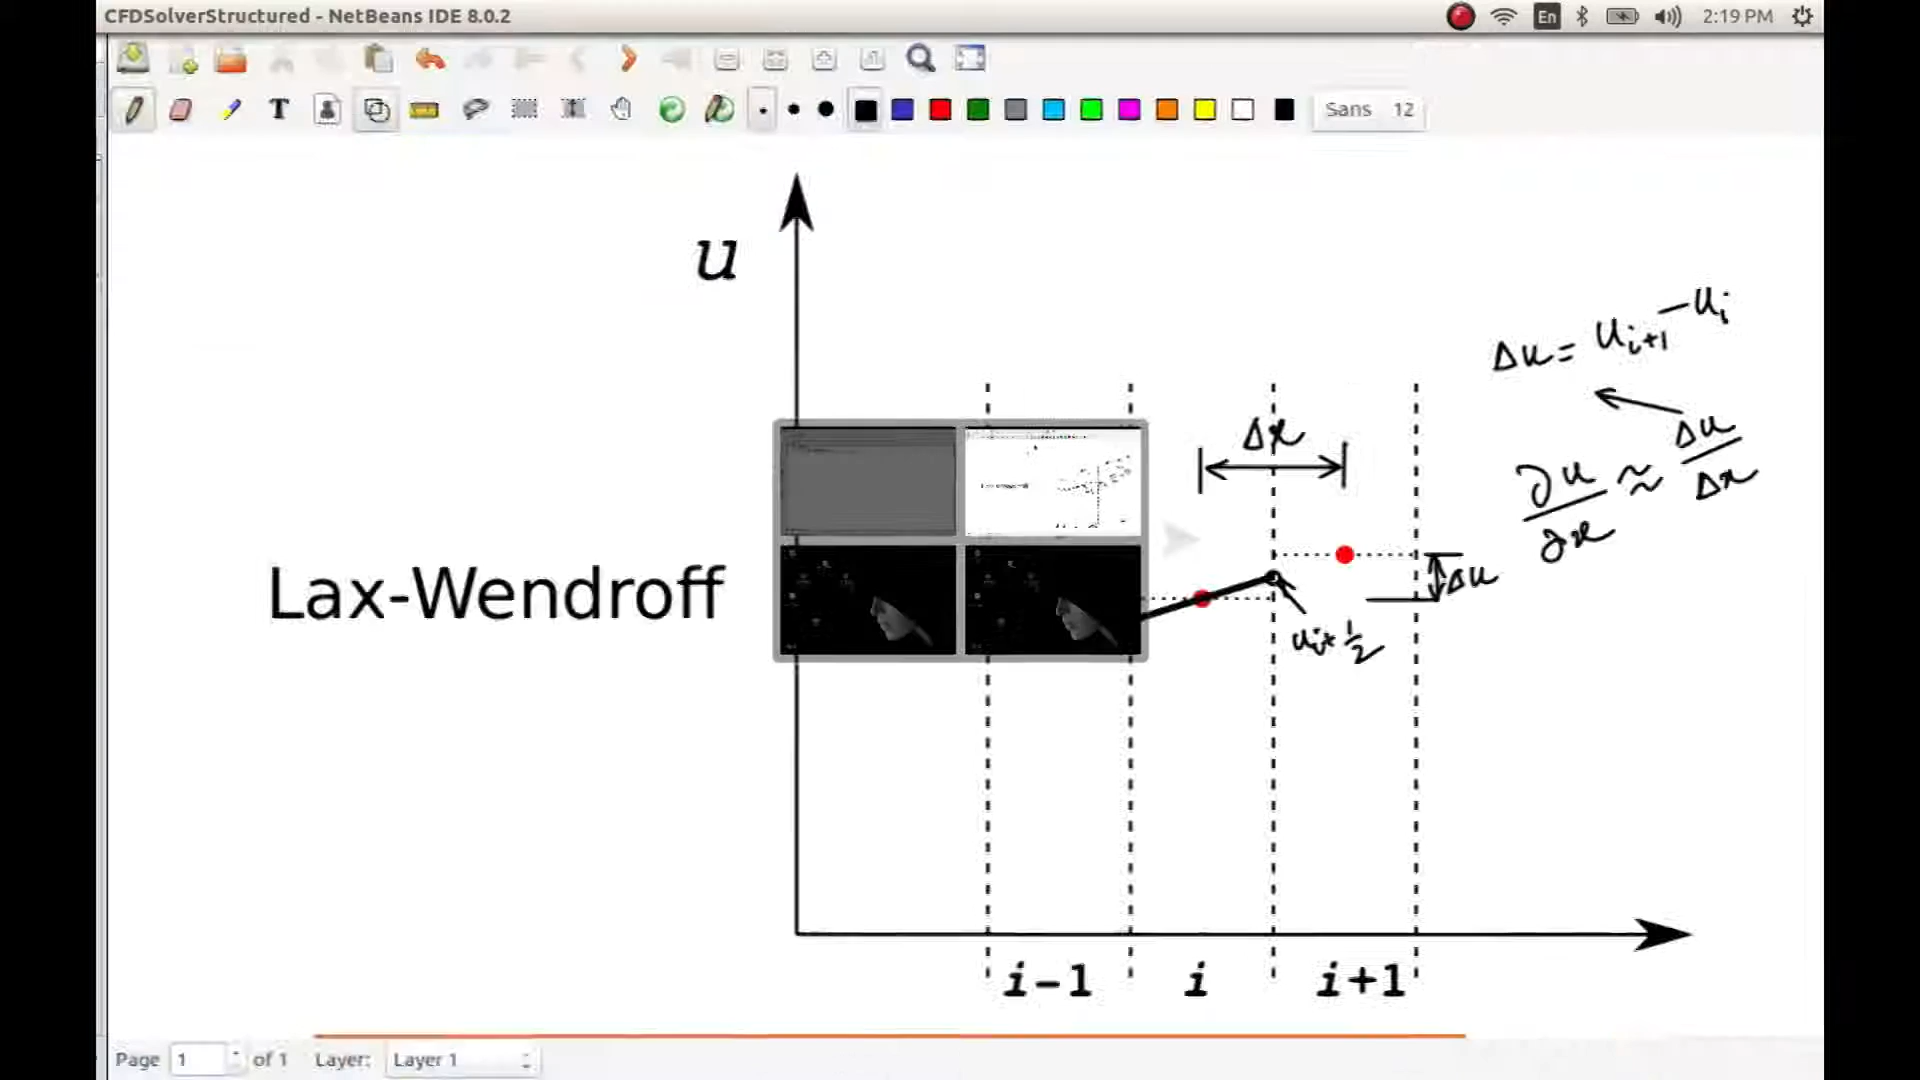 CFDSolverStructured - NetBeans IDE 8.0.2
En
2:19 PM
T
Sans 12
u
Δu = u_{i+1} - u_i
Δx
∂u/∂x ≈ Δu/Δx
Δu
Lax-Wendroff
u_{i+1/2}
i-1
i
i+1
Page 1 of 1 Layer: Layer 1